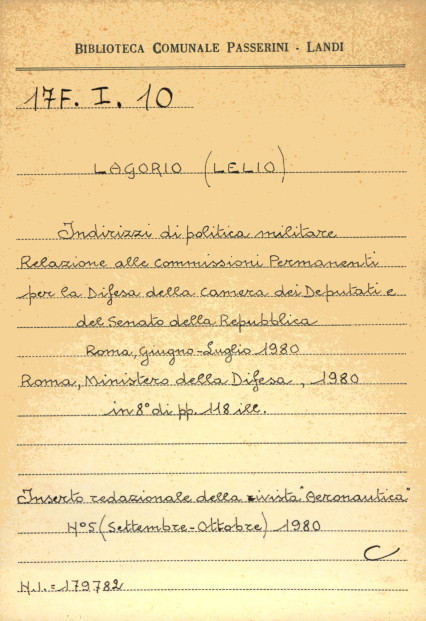 BIBLIOTECA COMUNALE PASSERINI - LANDI
17F. I. 10
LAGORIO (LELIO)
Indirizzi di politica militare
Relazione alle Commissioni Permanenti
per la Difesa della Camera dei Deputati e
del Senato della Repubblica
Roma, Giugno-Luglio 1980
Roma, Ministero della Difesa, 1980
in 8° di pp. 118 ill.
Inserto redazionale della rivista "Aeronautica"
N°5 (Settembre-Ottobre) 1980
C
N.I. = 179782